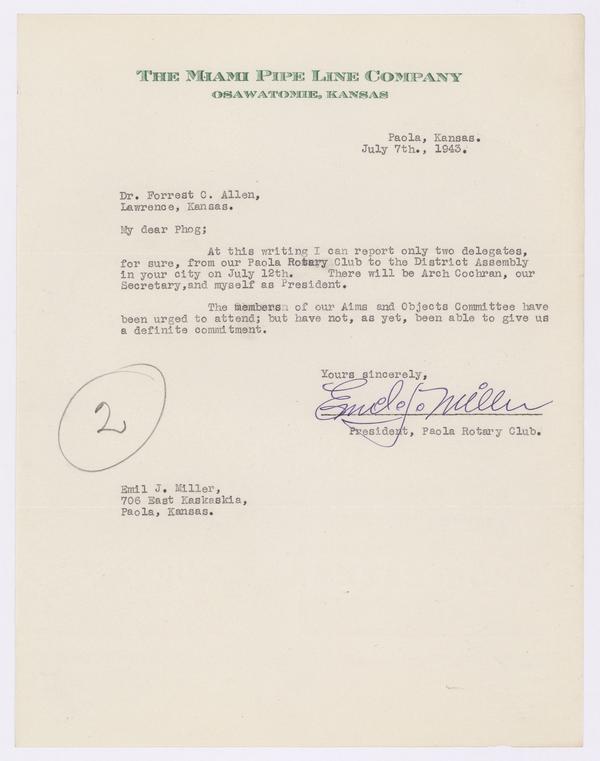 THE MIAMI PIPE LINE COMPANY
OSAWATOMIE, KANSAS
Paola, Kansas.
July 7th., 1943.
Dr. Forrest C. Allen,
Lawrence, Kansas.
My dear Phog;
At this writing I can report only two delegates,
for sure, from our Paola Rotary Club to the District Assembly
in your city on July 12th. There will be Arch Cochran, our
Secretary,and myself as President.
The members of our Aims and Objects Committee have
been urged to attend; but have not, as yet, been able to give us
a definite commitment.
Yours sincerely,
Emil J. Miller
President, Paola Rotary Club.
2
Emil J. Miller,
706 East Kaskaskia,
Paola, Kansas.